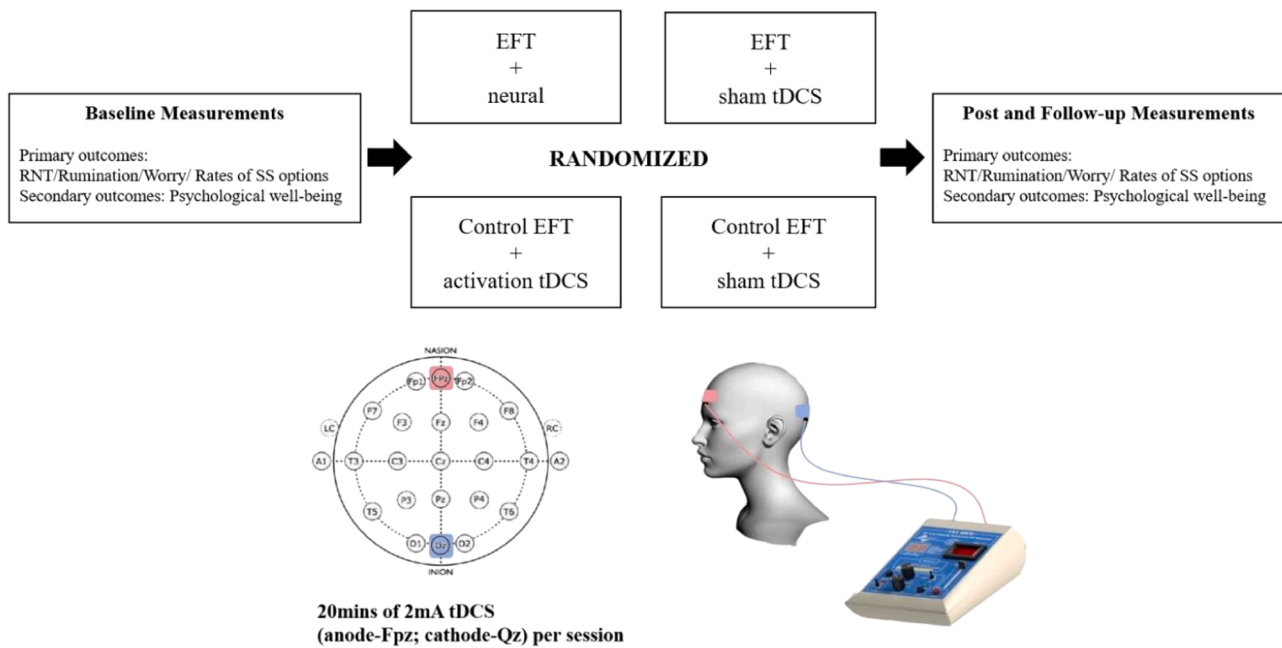 EFT
+
neural
EFT
+
sham tDCS
Baseline Measurements
Primary outcomes:
RNT/Rumination/Worry/ Rates of SS options
Secondary outcomes: Psychological well-being
RANDOMIZED
Post and Follow-up Measurements
Primary outcomes:
RNT/Rumination/Worry/ Rates of SS options
Secondary outcomes: Psychological well-being
Control EFT
+
activation tDCS
Control EFT
+
sham tDCS
NASION
Fp1 FPz Fp2
F7 F3 Fz F4 F8
LC RC
A1 T3 C3 Cz C4 T4 A2
T5 P3 Pz P4 T6
O1 Oz O2
INION
20mins of 2mA tDCS
(anode-Fpz; cathode-Qz) per session